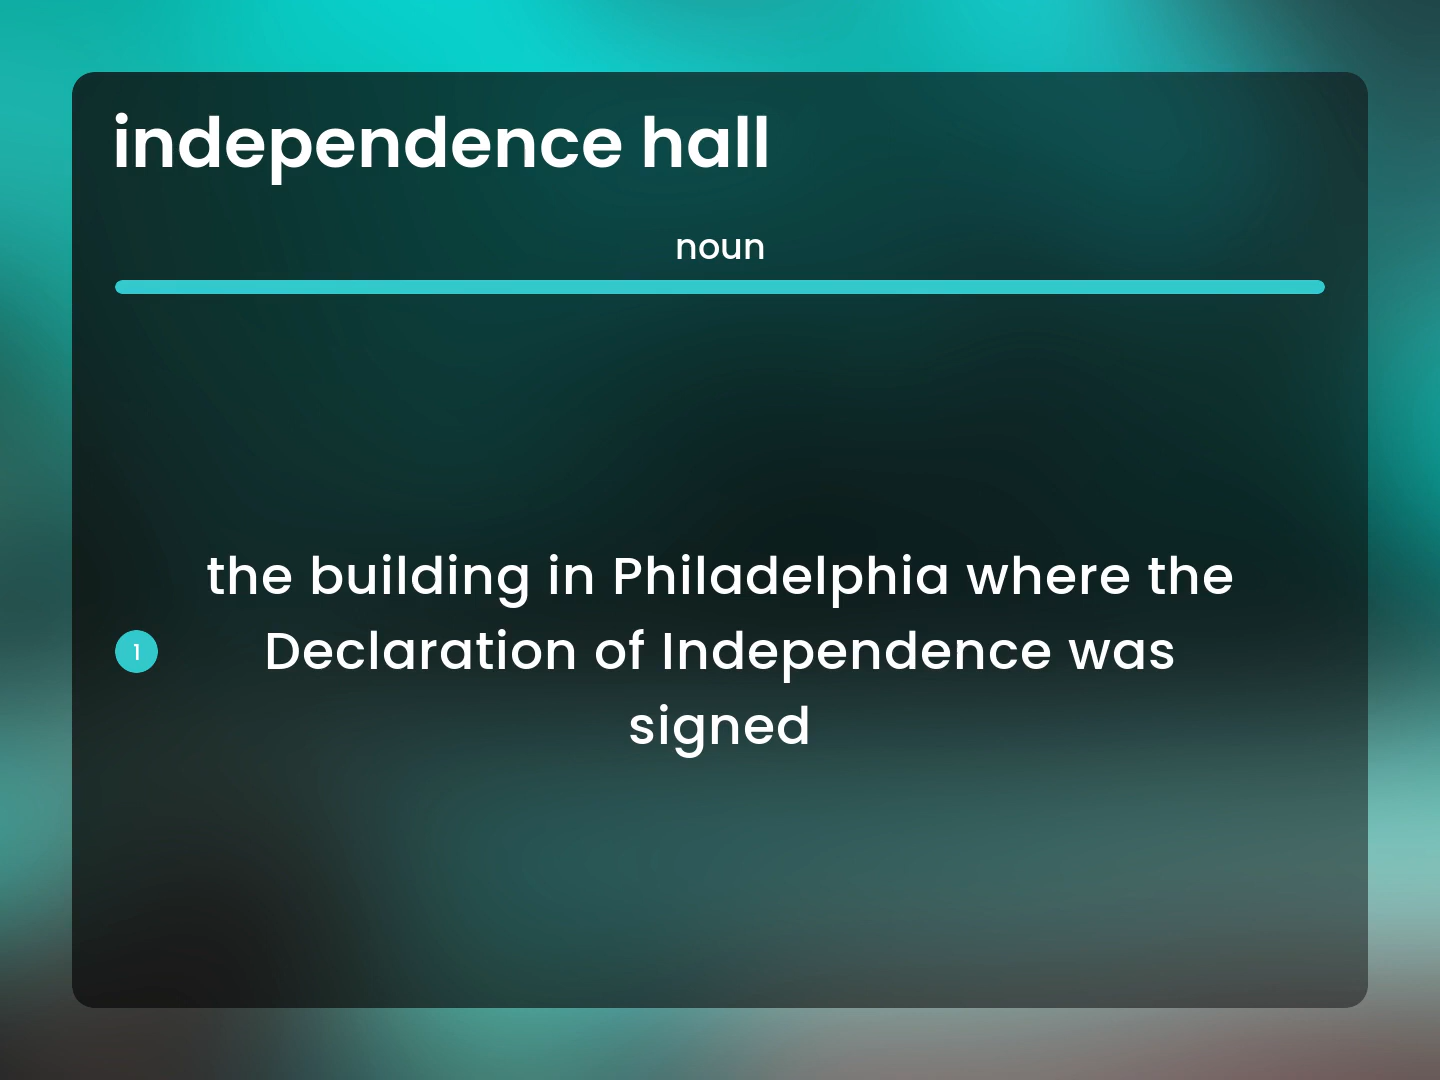 independence hall
noun
1
the building in Philadelphia where the
Declaration of Independence was
signed